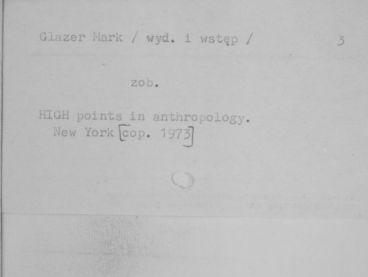 Glazer Mark / wyd. i wstęp / 3
zob.
HIGH points in anthropology.
New York [cop. 1973]